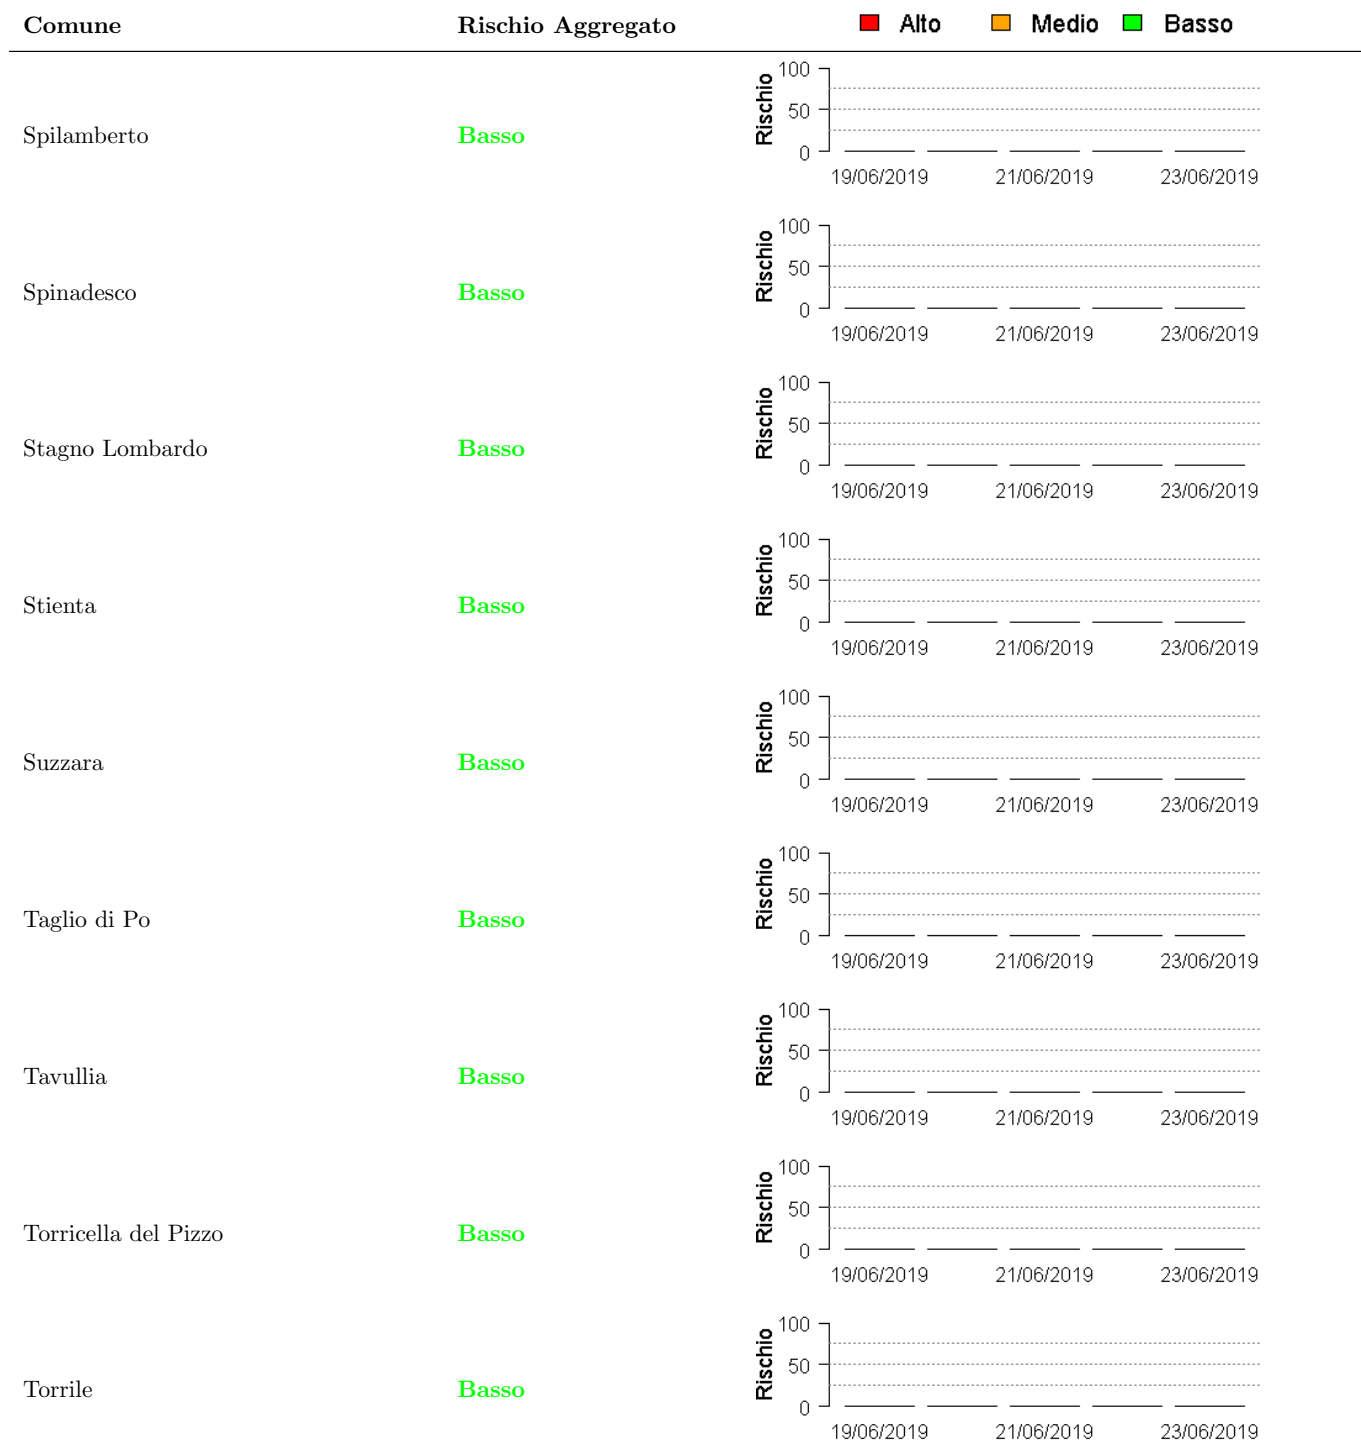 Comune Rischio Aggregato Alto Medio Basso
100
50
0
Rischio
Spilamberto Basso
19/06/2019 21/06/2019 23/06/2019
100
50
0
Rischio
Spinadesco Basso
19/06/2019 21/06/2019 23/06/2019
100
50
0
Rischio
Stagno Lombardo Basso
19/06/2019 21/06/2019 23/06/2019
100
50
0
Rischio
Stienta Basso
19/06/2019 21/06/2019 23/06/2019
100
50
0
Rischio
Suzzara Basso
19/06/2019 21/06/2019 23/06/2019
100
50
0
Rischio
Taglio di Po Basso
19/06/2019 21/06/2019 23/06/2019
100
50
0
Rischio
Tavullia Basso
19/06/2019 21/06/2019 23/06/2019
100
50
0
Rischio
Torricella del Pizzo Basso
19/06/2019 21/06/2019 23/06/2019
100
50
0
Rischio
Torrile Basso
19/06/2019 21/06/2019 23/06/2019